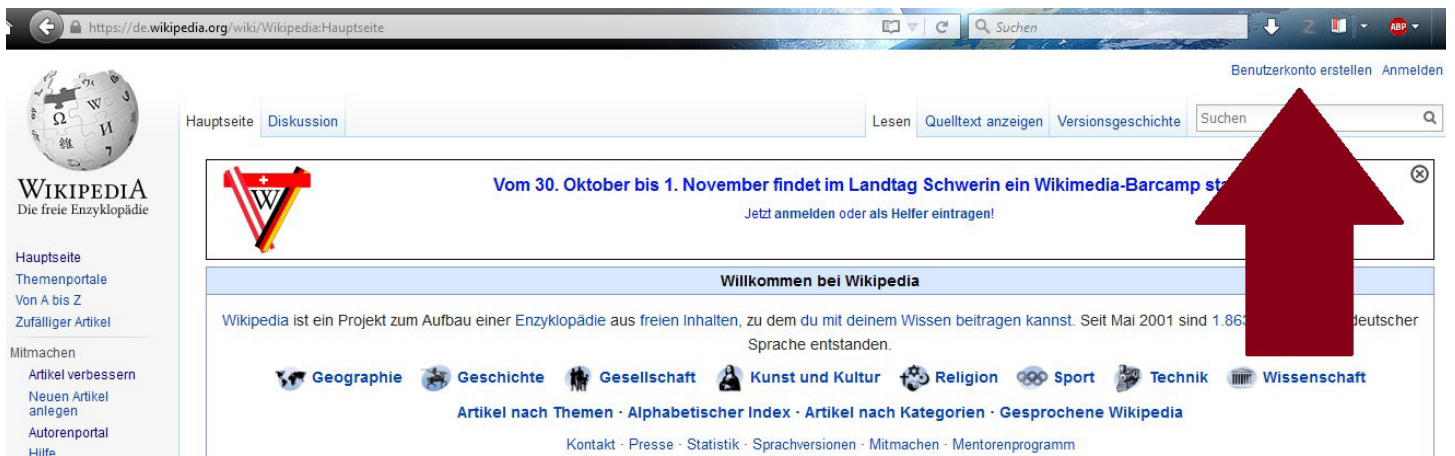 https://de.wikipedia.org/wiki/Wikipedia:Hauptseite
Suchen
Z
ABP
Benutzerkonto erstellen Anmelden
Hauptseite Diskussion
Lesen Quelltext anzeigen Versionsgeschichte Suchen
Ω W И 維 7
WIKIPEDIA
Die freie Enzyklopädie
W
Vom 30. Oktober bis 1. November findet im Landtag Schwerin ein Wikimedia-Barcamp
Jetzt anmelden oder als Helfer eintragen!
Hauptseite
Themenportale
Von A bis Z
Zufälliger Artikel
Mitmachen
Artikel verbessern
Neuen Artikel
anlegen
Autorenportal
Hilfe
Willkommen bei Wikipedia
Wikipedia ist ein Projekt zum Aufbau einer Enzyklopädie aus freien Inhalten, zu dem du mit deinem Wissen beitragen kannst. Seit Mai 2001 sind deutscher
Sprache entstanden.
Geographie Geschichte Gesellschaft Kunst und Kultur Religion Sport Technik Wissenschaft
Artikel nach Themen · Alphabetischer Index · Artikel nach Kategorien · Gesprochene Wikipedia
Kontakt · Presse · Statistik · Sprachversionen · Mitmachen · Mentorenprogramm